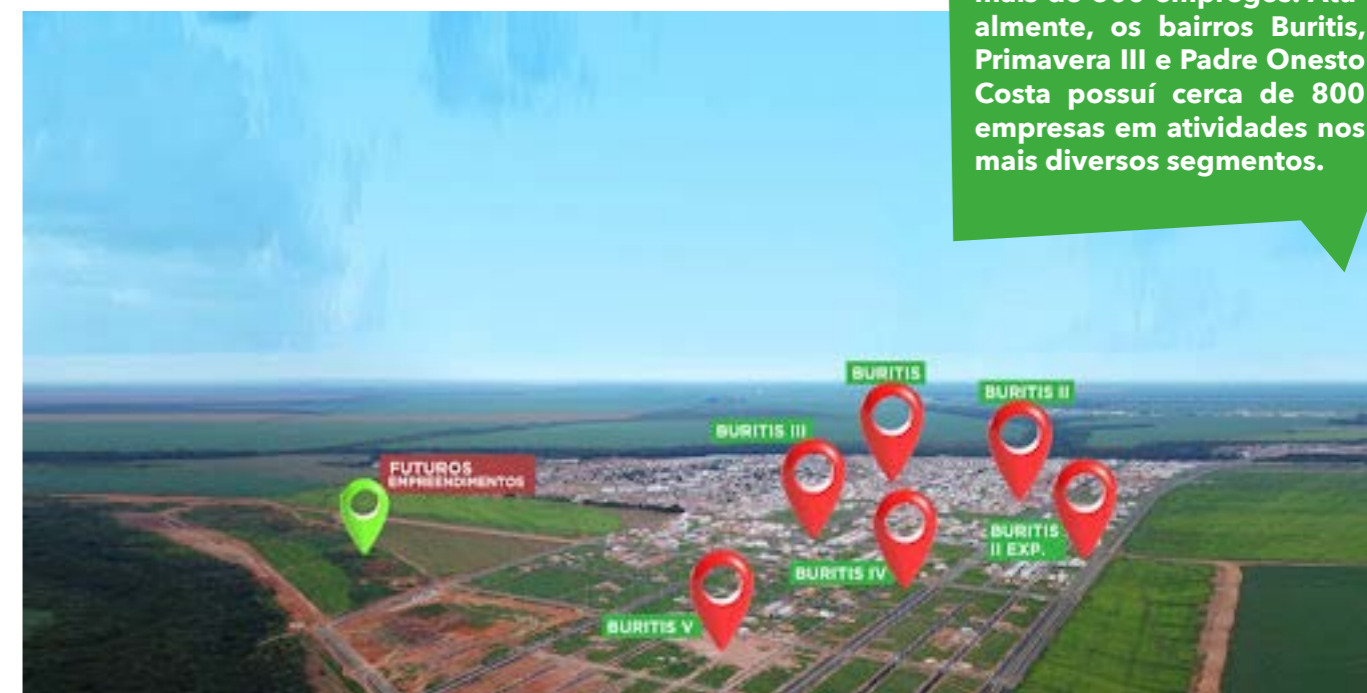 almente, os bairros Buritis,
Primavera III e Padre Onesto
Costa possuí cerca de 800
empresas em atividades nos
mais diversos segmentos.
BURITIS
BURITIS II
BURITIS III
FUTUROS
EMPREENDIMENTOS
BURITIS
II EXP.
BURITIS IV
BURITIS V